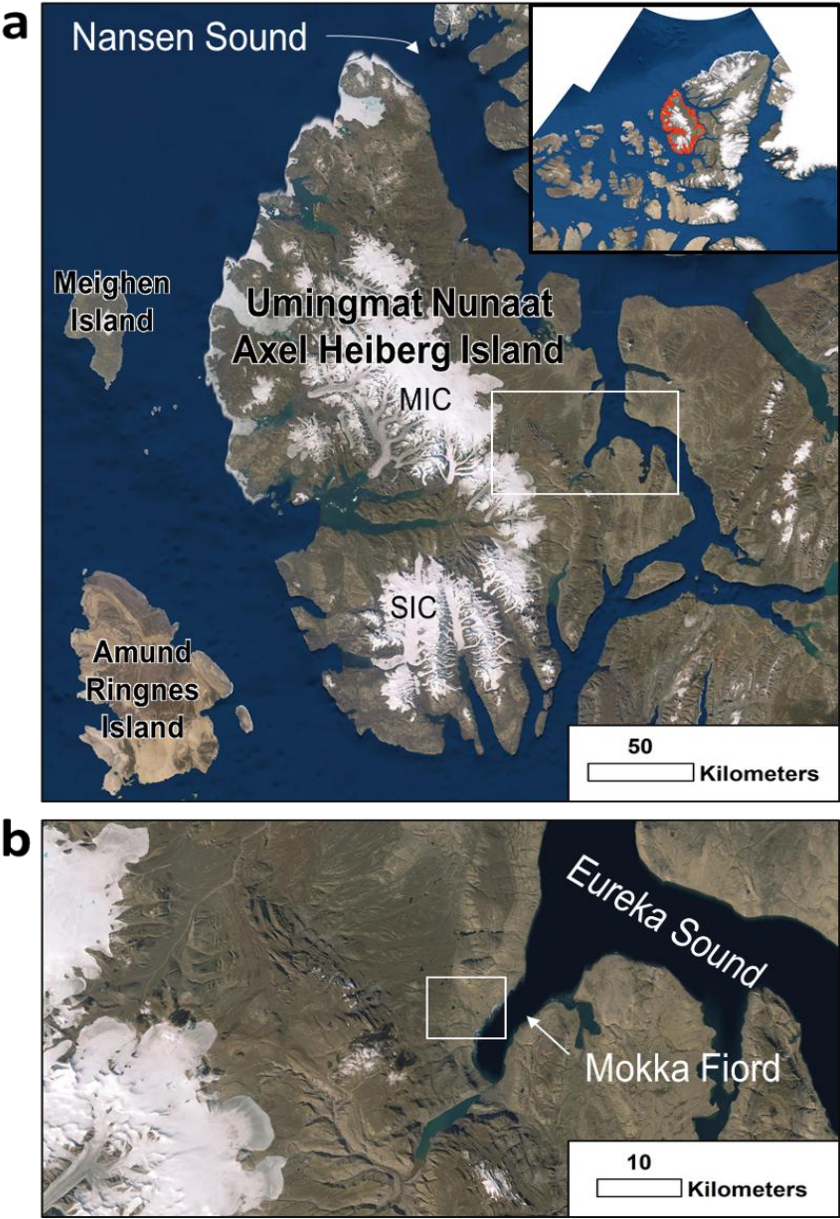 a
Nansen Sound
Meighen
Island
Umingmat Nunaat
Axel Heiberg Island
MIC
SIC
Amund
Ringnes
Island
50
Kilometers
b
Eureka Sound
Mokka Fiord
10
Kilometers